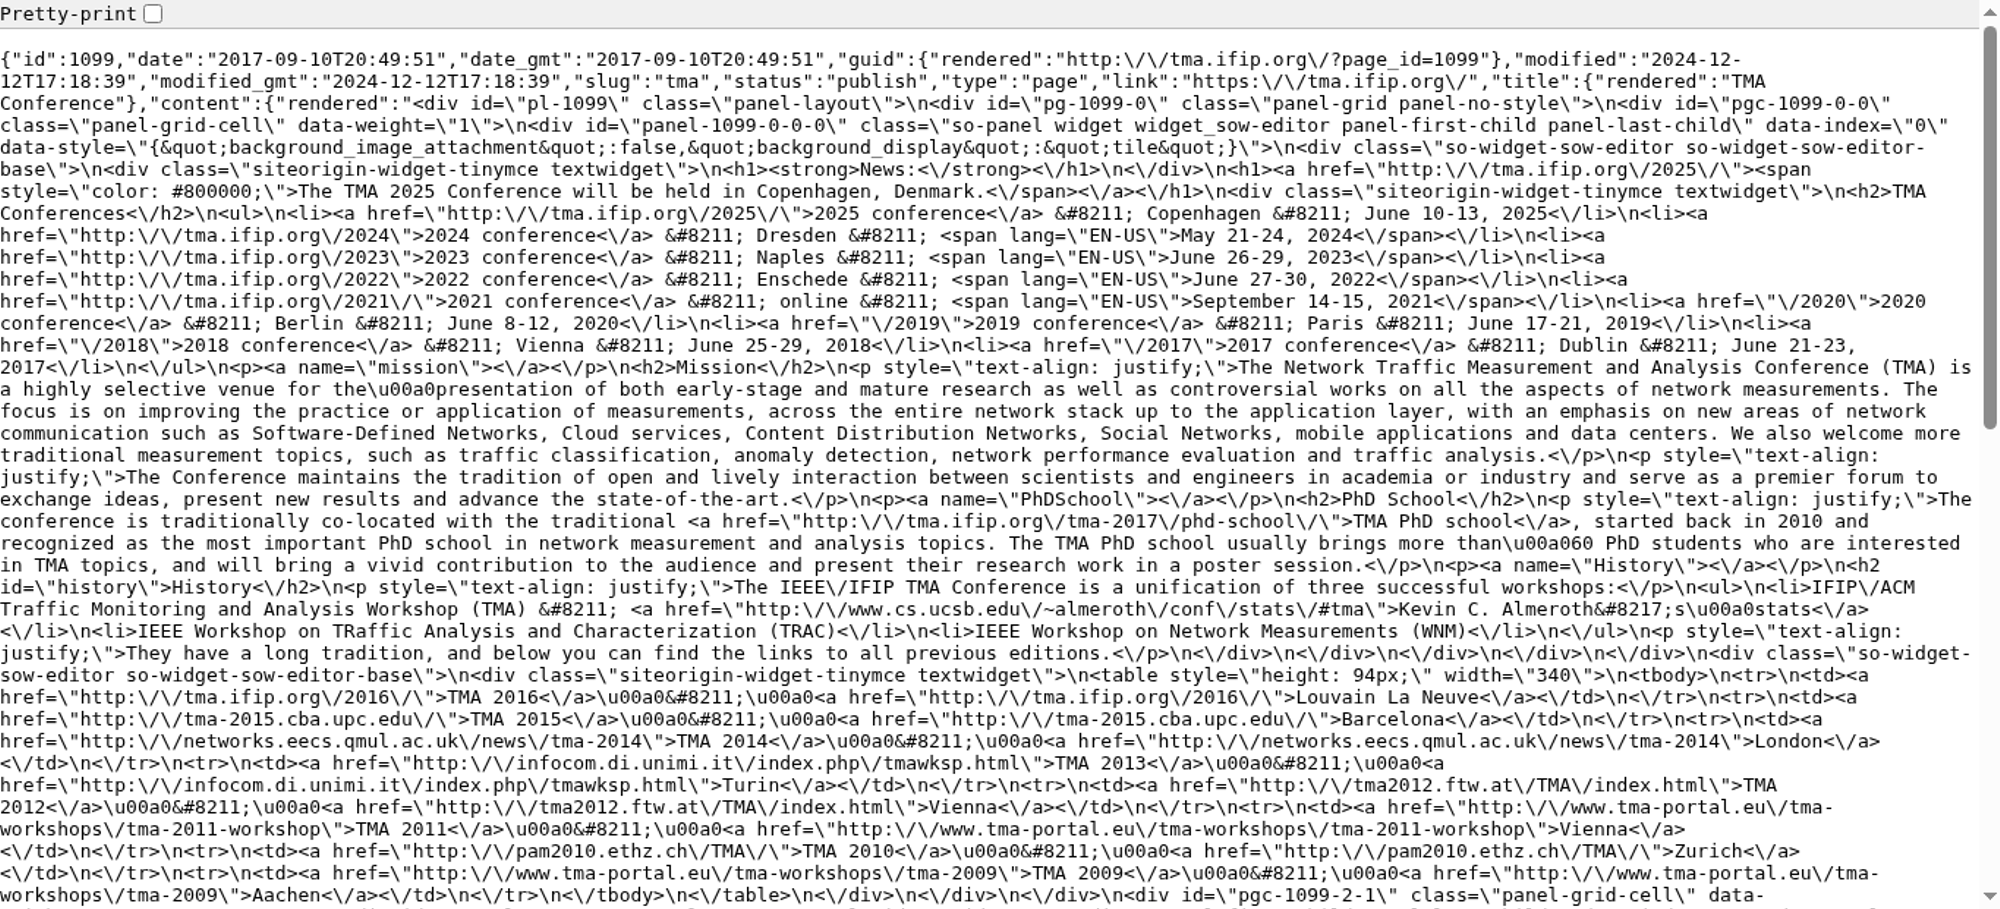 Pretty-print
{"id":1099,"date":"2017-09-10T20:49:51","date_gmt":"2017-09-10T20:49:51","guid":{"rendered":"http:\/\/tma.ifip.org\/?page_id=1099"},"modified":"2024-12-
12T17:18:39","modified_gmt":"2024-12-12T17:18:39","slug":"tma","status":"publish","type":"page","link":"https:\/\/tma.ifip.org\/","title":{"rendered":"TMA
Conference"},"content":{"rendered":"<div id=\"pl-1099\" class=\"panel-layout\">\n<div id=\"pg-1099-0\" class=\"panel-grid panel-no-style\">\n<div id=\"pgc-1099-0-0\"
class=\"panel-grid-cell\" data-weight=\"1\">\n<div id=\"panel-1099-0-0-0\" class=\"so-panel widget widget_sow-editor panel-first-child panel-last-child\" data-index=\"0\"
data-style=\"{&quot;background_image_attachment&quot;:false,&quot;background_display&quot;:&quot;tile&quot;}\">\n<div class=\"so-widget-sow-editor so-widget-sow-editor-
base\">\n<div class=\"siteorigin-widget-tinymce textwidget\">\n<h1><strong>News:<\/strong><\/h1>\n<\/div>\n<h1><a href=\"http:\/\/tma.ifip.org\/2025\/\"><span
style=\"color: #800000;\">The TMA 2025 Conference will be held in Copenhagen, Denmark.<\/span><\/a><\/h1>\n<div class=\"siteorigin-widget-tinymce textwidget\">\n<h2>TMA
Conferences<\/h2>\n<ul>\n<li><a href=\"http:\/\/tma.ifip.org\/2025\/\">2025 conference<\/a> &#8211; Copenhagen &#8211; June 10-13, 2025<\/li>\n<li><a
href=\"http:\/\/tma.ifip.org\/2024\">2024 conference<\/a> &#8211; Dresden &#8211; <span lang=\"EN-US\">May 21-24, 2024<\/span><\/li>\n<li><a
href=\"http:\/\/tma.ifip.org\/2023\">2023 conference<\/a> &#8211; Naples &#8211; <span lang=\"EN-US\">June 26-29, 2023<\/span><\/li>\n<li><a
href=\"http:\/\/tma.ifip.org\/2022\">2022 conference<\/a> &#8211; Enschede &#8211; <span lang=\"EN-US\">June 27-30, 2022<\/span><\/li>\n<li><a
href=\"http:\/\/tma.ifip.org\/2021\/\">2021 conference<\/a> &#8211; online &#8211; <span lang=\"EN-US\">September 14-15, 2021<\/span><\/li>\n<li><a href=\"\/2020\">2020
conference<\/a> &#8211; Berlin &#8211; June 8-12, 2020<\/li>\n<li><a href=\"\/2019\">2019 conference<\/a> &#8211; Paris &#8211; June 17-21, 2019<\/li>\n<li><a
href=\"\/2018\">2018 conference<\/a> &#8211; Vienna &#8211; June 25-29, 2018<\/li>\n<li><a href=\"\/2017\">2017 conference<\/a> &#8211; Dublin &#8211; June 21-23,
2017<\/li>\n<\/ul>\n<p><a name=\"mission\"><\/a><\/p>\n<h2>Mission<\/h2>\n<p style=\"text-align: justify;\">The Network Traffic Measurement and Analysis Conference (TMA) is
a highly selective venue for the\u00a0presentation of both early-stage and mature research as well as controversial works on all the aspects of network measurements. The
focus is on improving the practice or application of measurements, across the entire network stack up to the application layer, with an emphasis on new areas of network
communication such as Software-Defined Networks, Cloud services, Content Distribution Networks, Social Networks, mobile applications and data centers. We also welcome more
traditional measurement topics, such as traffic classification, anomaly detection, network performance evaluation and traffic analysis.<\/p>\n<p style=\"text-align:
justify;\">The Conference maintains the tradition of open and lively interaction between scientists and engineers in academia or industry and serve as a premier forum to
exchange ideas, present new results and advance the state-of-the-art.<\/p>\n<p><a name=\"PhDSchool\"><\/a><\/p>\n<h2>PhD School<\/h2>\n<p style=\"text-align: justify;\">The
conference is traditionally co-located with the traditional <a href=\"http:\/\/tma.ifip.org\/tma-2017\/phd-school\/\">TMA PhD school<\/a>, started back in 2010 and
recognized as the most important PhD school in network measurement and analysis topics. The TMA PhD school usually brings more than\u00a060 PhD students who are interested
in TMA topics, and will bring a vivid contribution to the audience and present their research work in a poster session.<\/p>\n<p><a name=\"History\"><\/a><\/p>\n<h2
id=\"history\">History<\/h2>\n<p style=\"text-align: justify;\">The IEEE\/IFIP TMA Conference is a unification of three successful workshops:<\/p>\n<ul>\n<li>IFIP\/ACM
Traffic Monitoring and Analysis Workshop (TMA) &#8211; <a href=\"http:\/\/www.cs.ucsb.edu\/~almeroth\/conf\/stats\/#tma\">Kevin C. Almeroth&#8217;s\u00a0stats<\/a>
<\/li>\n<li>IEEE Workshop on TRaffic Analysis and Characterization (TRAC)<\/li>\n<li>IEEE Workshop on Network Measurements (WNM)<\/li>\n<\/ul>\n<p style=\"text-align:
justify;\">They have a long tradition, and below you can find the links to all previous editions.<\/p>\n<\/div>\n<\/div>\n<\/div>\n<\/div>\n<\/div>\n<div class=\"so-widget-
sow-editor so-widget-sow-editor-base\">\n<div class=\"siteorigin-widget-tinymce textwidget\">\n<table style=\"height: 94px;\" width=\"340\">\n<tbody>\n<tr>\n<td><a
href=\"http:\/\/tma.ifip.org\/2016\/\">TMA 2016<\/a>\u00a0&#8211;\u00a0<a href=\"http:\/\/tma.ifip.org\/2016\/\">Louvain La Neuve<\/a><\/td>\n<\/tr>\n<tr>\n<td><a
href=\"http:\/\/tma-2015.cba.upc.edu\/\">TMA 2015<\/a>\u00a0&#8211;\u00a0<a href=\"http:\/\/tma-2015.cba.upc.edu\/\">Barcelona<\/a><\/td>\n<\/tr>\n<tr>\n<td><a
href=\"http:\/\/networks.eecs.qmul.ac.uk\/news\/tma-2014\">TMA 2014<\/a>\u00a0&#8211;\u00a0<a href=\"http:\/\/networks.eecs.qmul.ac.uk\/news\/tma-2014\">London<\/a>
<\/td>\n<\/tr>\n<tr>\n<td><a href=\"http:\/\/infocom.di.unimi.it\/index.php\/tmawksp.html\">TMA 2013<\/a>\u00a0&#8211;\u00a0<a
href=\"http:\/\/infocom.di.unimi.it\/index.php\/tmawksp.html\">Turin<\/a><\/td>\n<\/tr>\n<tr>\n<td><a href=\"http:\/\/tma2012.ftw.at\/TMA\/index.html\">TMA
2012<\/a>\u00a0&#8211;\u00a0<a href=\"http:\/\/tma2012.ftw.at\/TMA\/index.html\">Vienna<\/a><\/td>\n<\/tr>\n<tr>\n<td><a href=\"http:\/\/www.tma-portal.eu\/tma-
workshops\/tma-2011-workshop\">TMA 2011<\/a>\u00a0&#8211;\u00a0<a href=\"http:\/\/www.tma-portal.eu\/tma-workshops\/tma-2011-workshop\">Vienna<\/a>
<\/td>\n<\/tr>\n<tr>\n<td><a href=\"http:\/\/pam2010.ethz.ch\/TMA\/\">TMA 2010<\/a>\u00a0&#8211;\u00a0<a href=\"http:\/\/pam2010.ethz.ch\/TMA\/\">Zurich<\/a>
<\/td>\n<\/tr>\n<tr>\n<td><a href=\"http:\/\/www.tma-portal.eu\/tma-workshops\/tma-2009\">TMA 2009<\/a>\u00a0&#8211;\u00a0<a href=\"http:\/\/www.tma-portal.eu\/tma-
workshops\/tma-2009\">Aachen<\/a><\/td>\n<\/tr>\n<\/tbody>\n<\/table>\n<\/div>\n<\/div>\n<\/div>\n<div id=\"pgc-1099-2-1\" class=\"panel-grid-cell\" data-